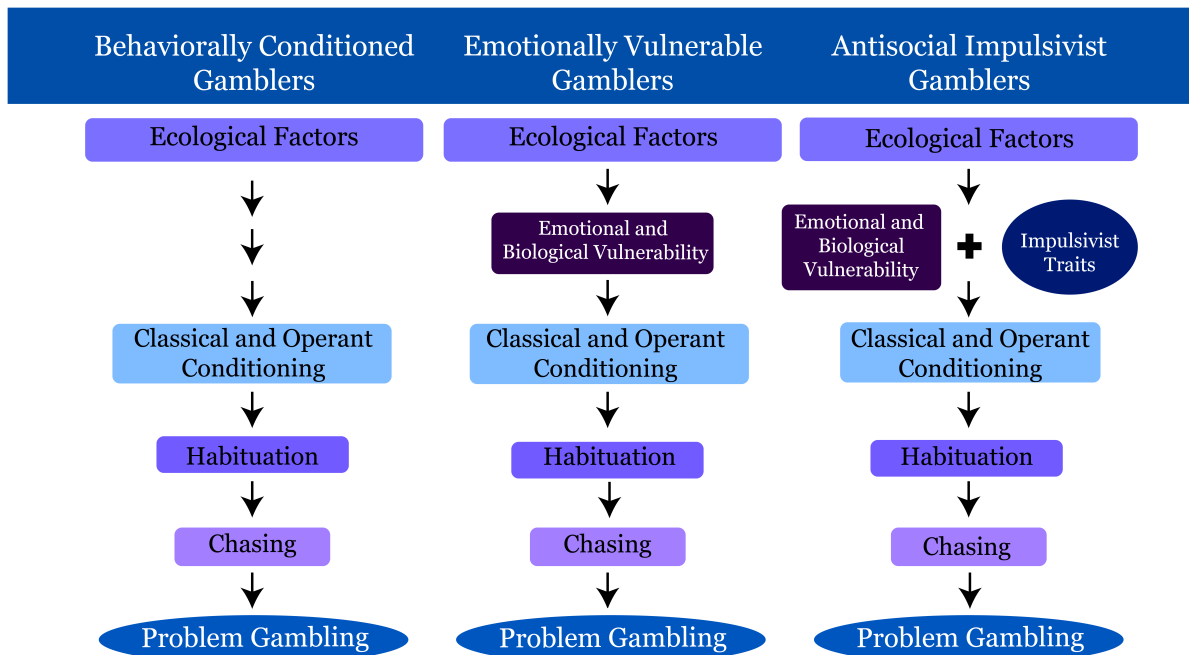 Behaviorally Conditioned
Gamblers
Emotionally Vulnerable
Gamblers
Antisocial Impulsivist
Gamblers
Ecological Factors
Ecological Factors
Ecological Factors
Emotional and
Biological Vulnerability
Emotional and
Biological
Vulnerability
Impulsivist
Traits
Classical and Operant
Conditioning
Classical and Operant
Conditioning
Classical and Operant
Conditioning
Habituation
Habituation
Habituation
Chasing
Chasing
Chasing
Problem Gambling
Problem Gambling
Problem Gambling